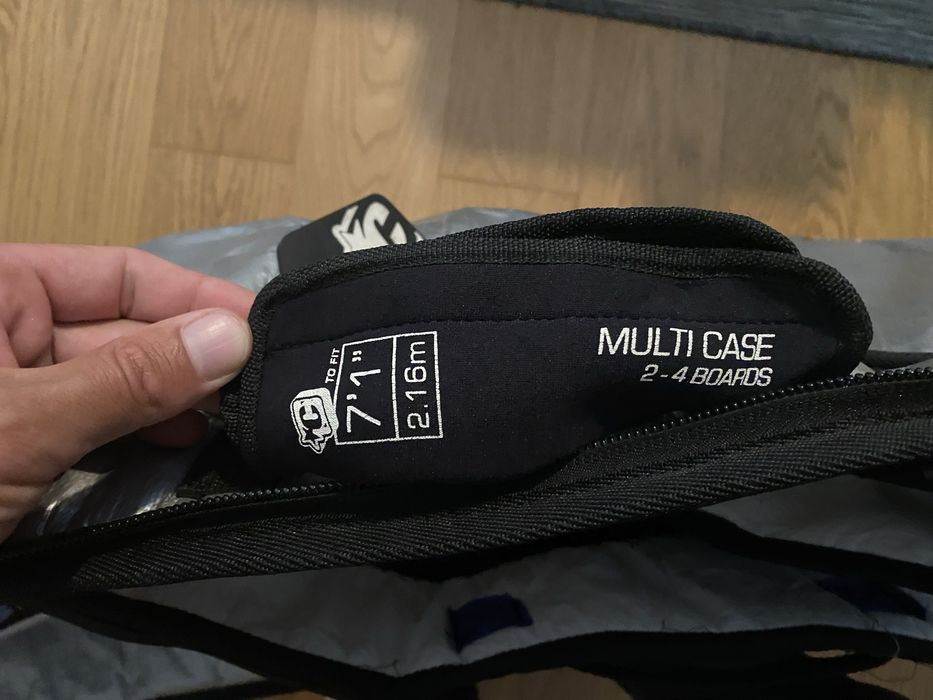 TO FIT
7'1"
2.16m
MULTI CASE
2-4 BOARDS